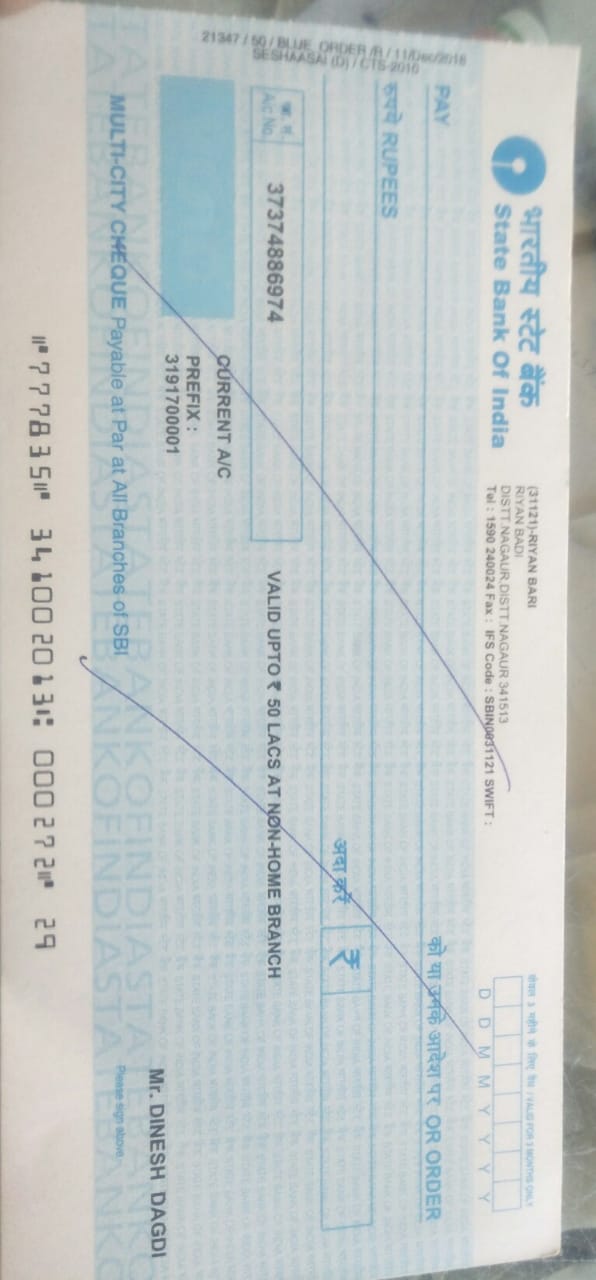 भारतीय स्टेट बैंक
State Bank Of India
(31121)-RIYAN BARI
RIYAN BADI
DISTT.NAGAUR,DISTT.NAGAUR 341513
Tel : 1590 240024 Fax : IFS Code : SBIN0031121 SWIFT :
केवल 3 महीने के लिए वैध / VALID FOR 3 MONTHS ONLY
D D M M Y Y Y Y
PAY
को या उनके आदेश पर OR ORDER
रुपये RUPEES
अदा करें ₹
खा. सं.
A/c No.
37374886974
VALID UPTO ₹ 50 LACS AT NON-HOME BRANCH
CURRENT A/C
PREFIX :
3191700001
Mr. DINESH DAGDI
MULTI-CITY CHEQUE Payable at Par at All Branches of SBI
Please sign above
⑈777835⑈ 341002013⑆ 000272⑈ 29
21347 / 50 / BLUE_ORDER /R / 11/Dec/2018
SESHAASAI (D) / CTS-2010